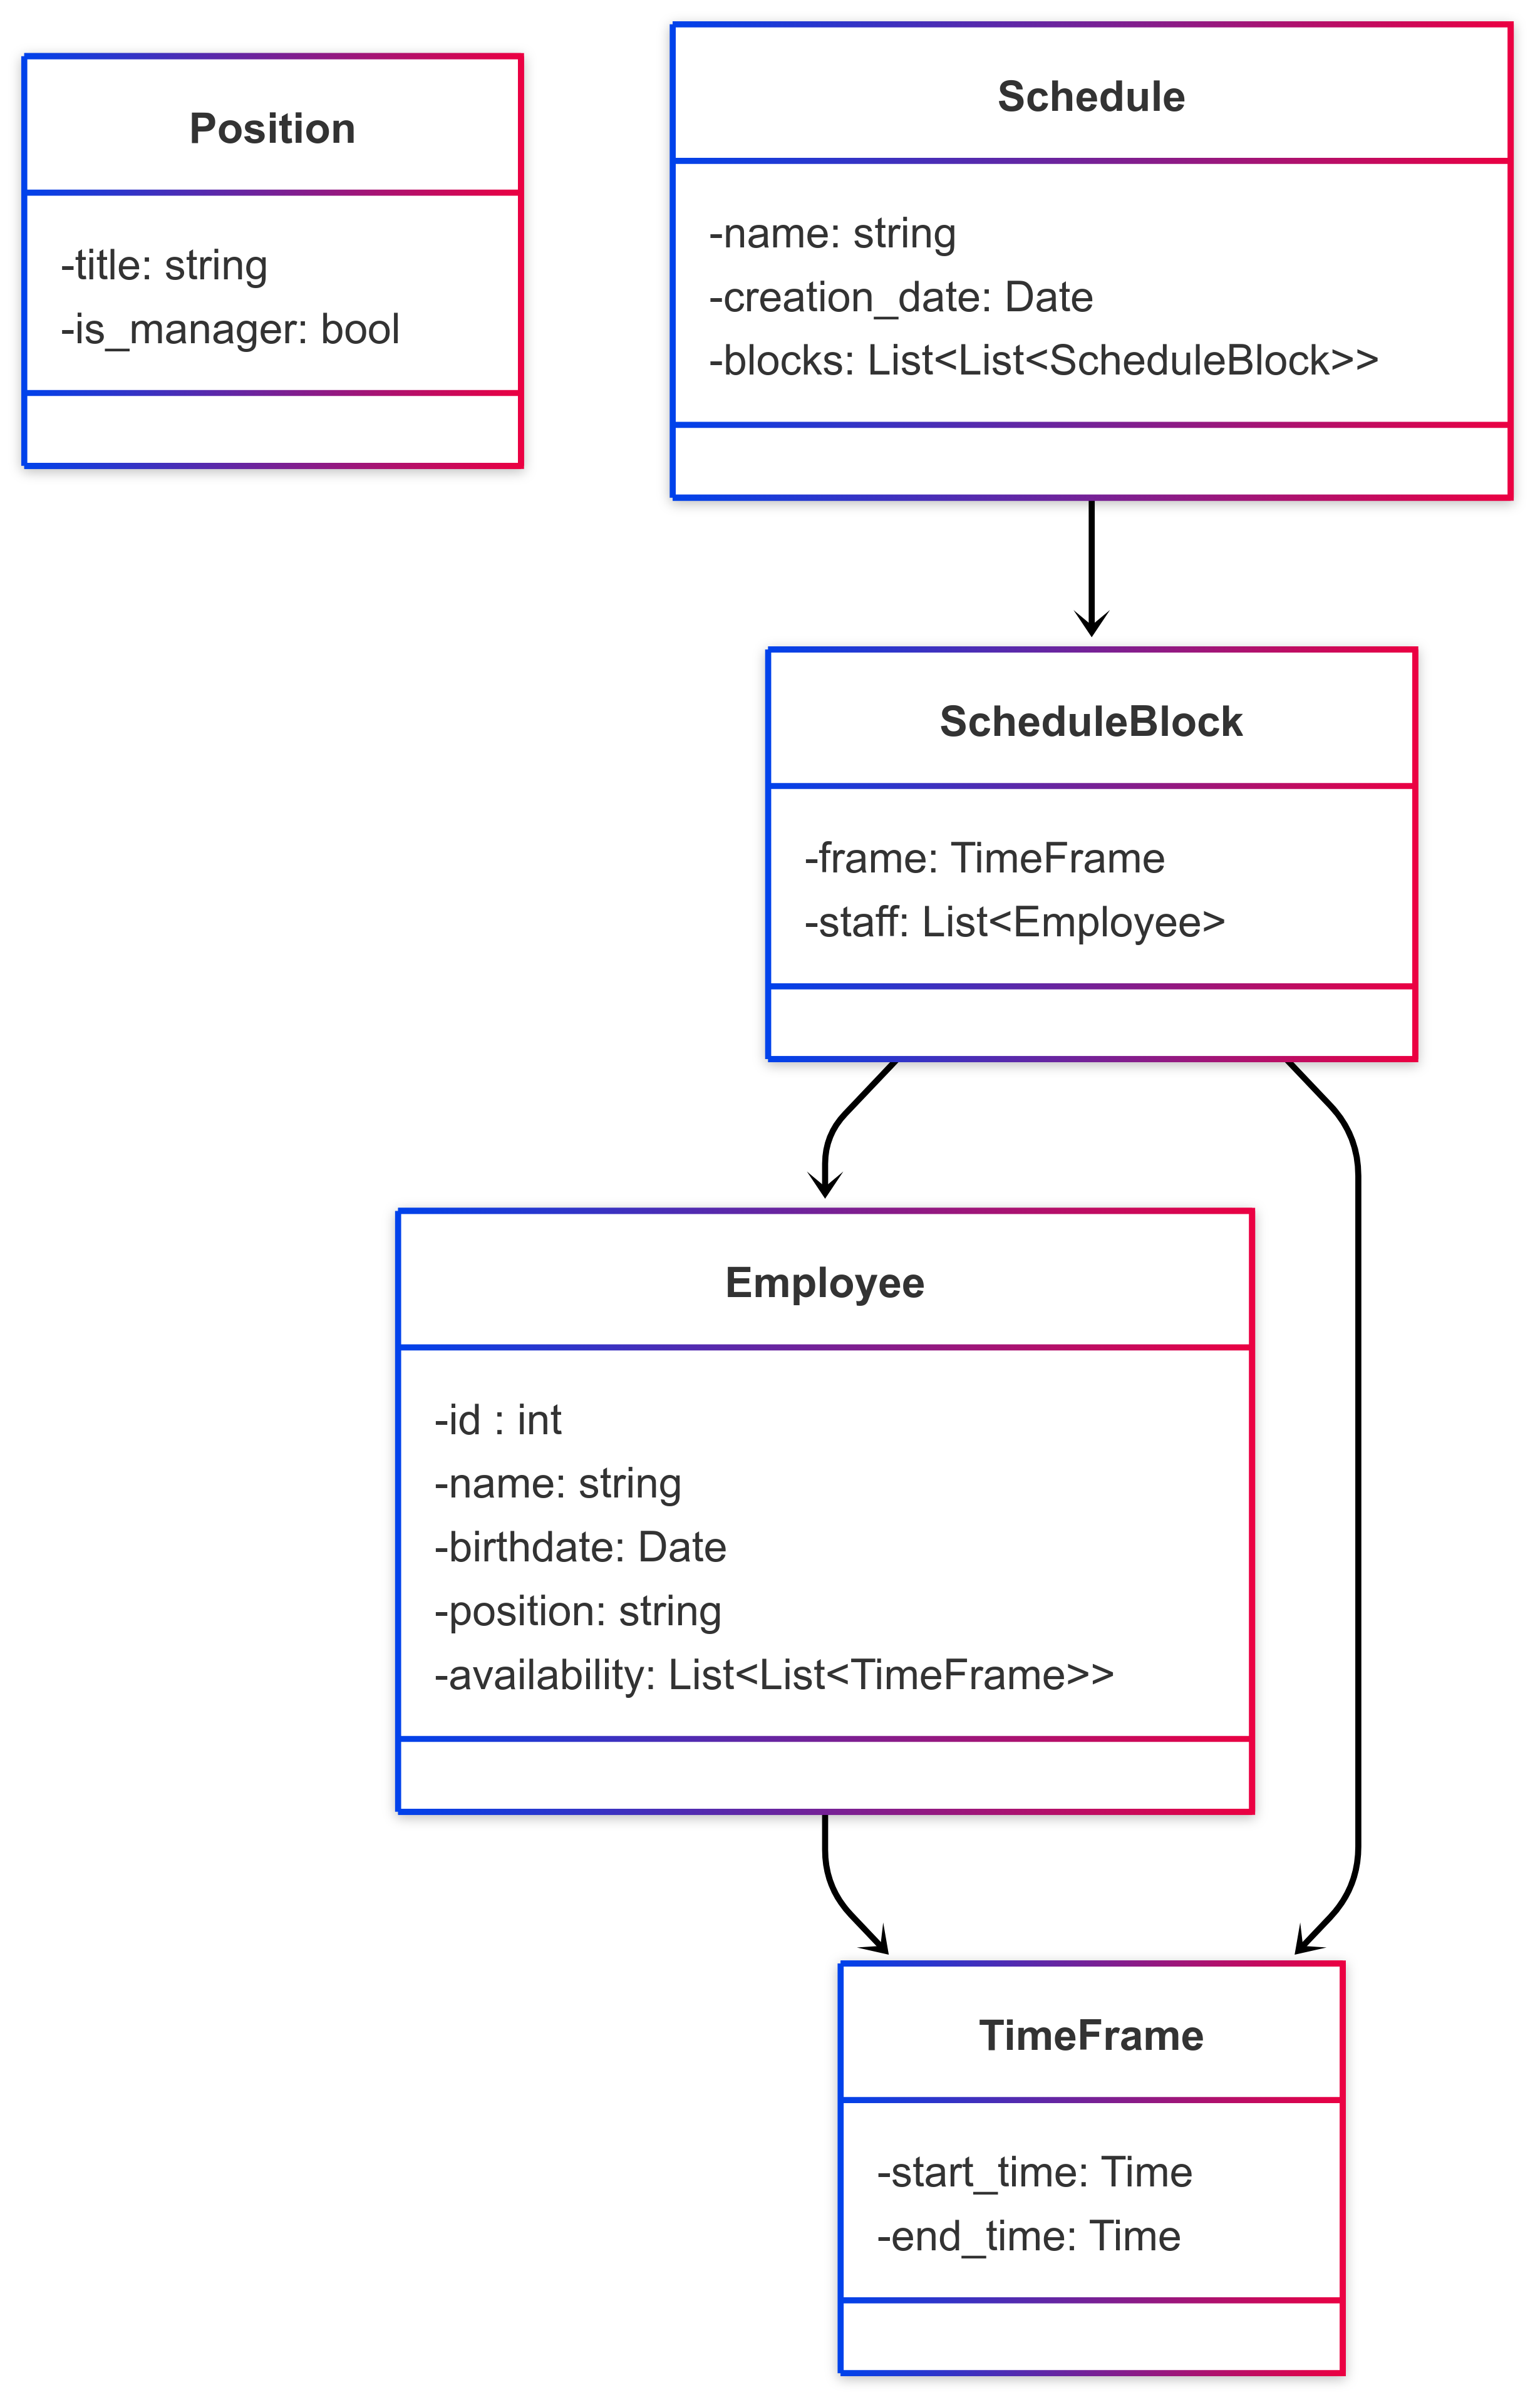 Position
-title: string
-is_manager: bool
Schedule
-name: string
-creation_date: Date
-blocks: List<List<ScheduleBlock>>
ScheduleBlock
-frame: TimeFrame
-staff: List<Employee>
Employee
-id : int
-name: string
-birthdate: Date
-position: string
-availability: List<List<TimeFrame>>
TimeFrame
-start_time: Time
-end_time: Time